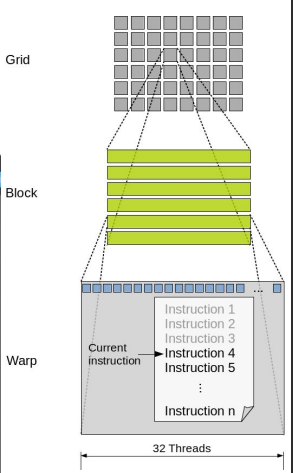 Grid
Block
...
Instruction 1
Instruction 2
Instruction 3
Current
instruction
Instruction 4
Instruction 5
⋮
Instruction n
Warp
32 Threads